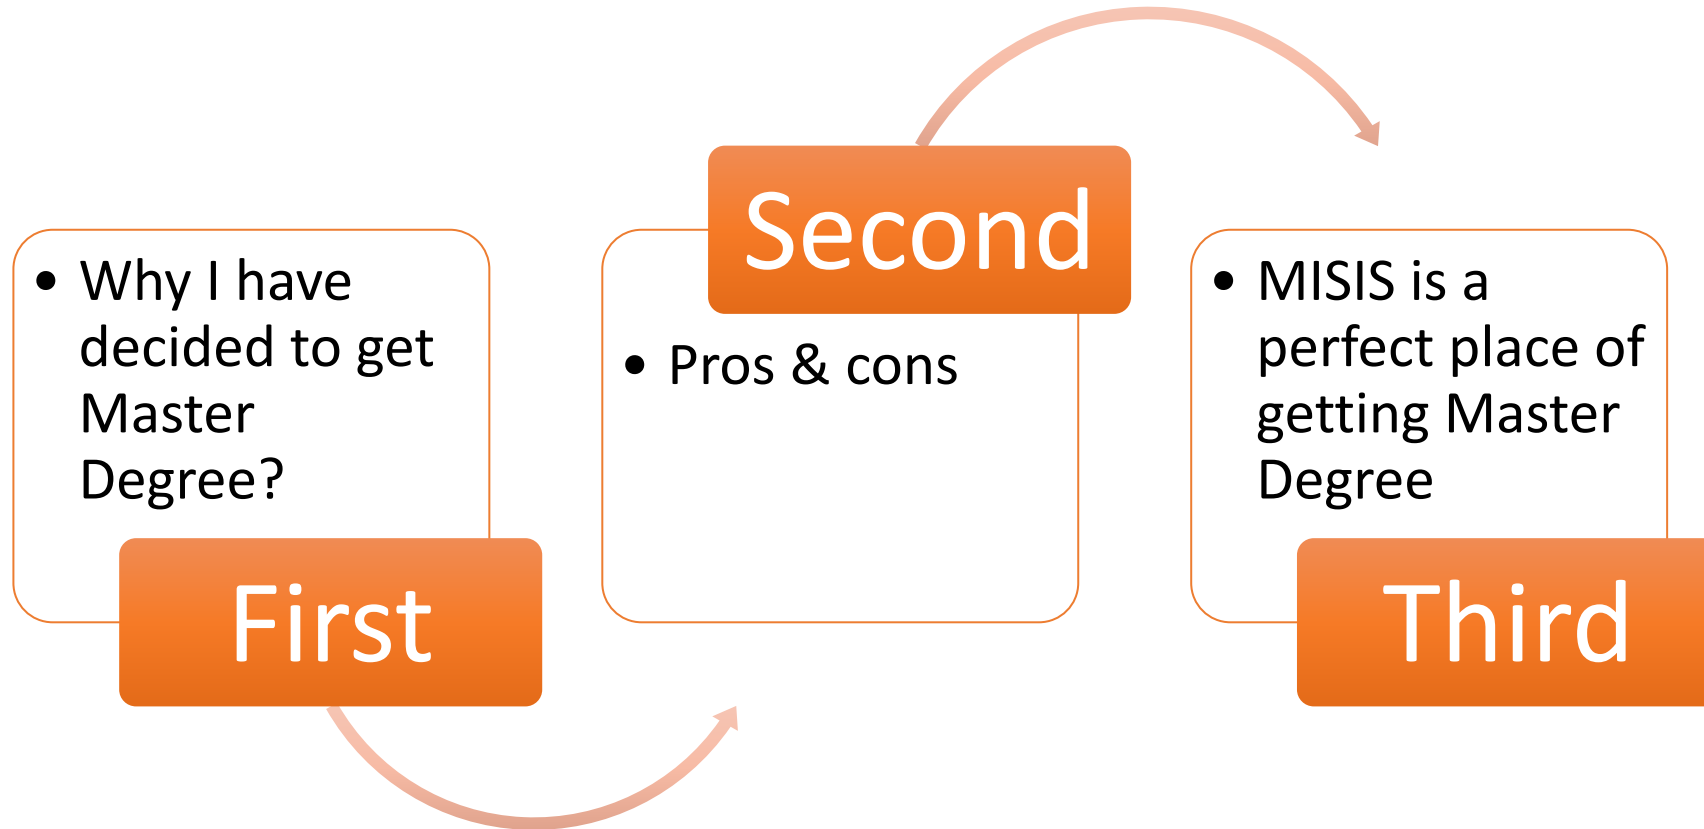 • Why I have
decided to get
Master
Degree?
First
Second
• Pros & cons
• MISIS is a
perfect place of
getting Master
Degree
Third